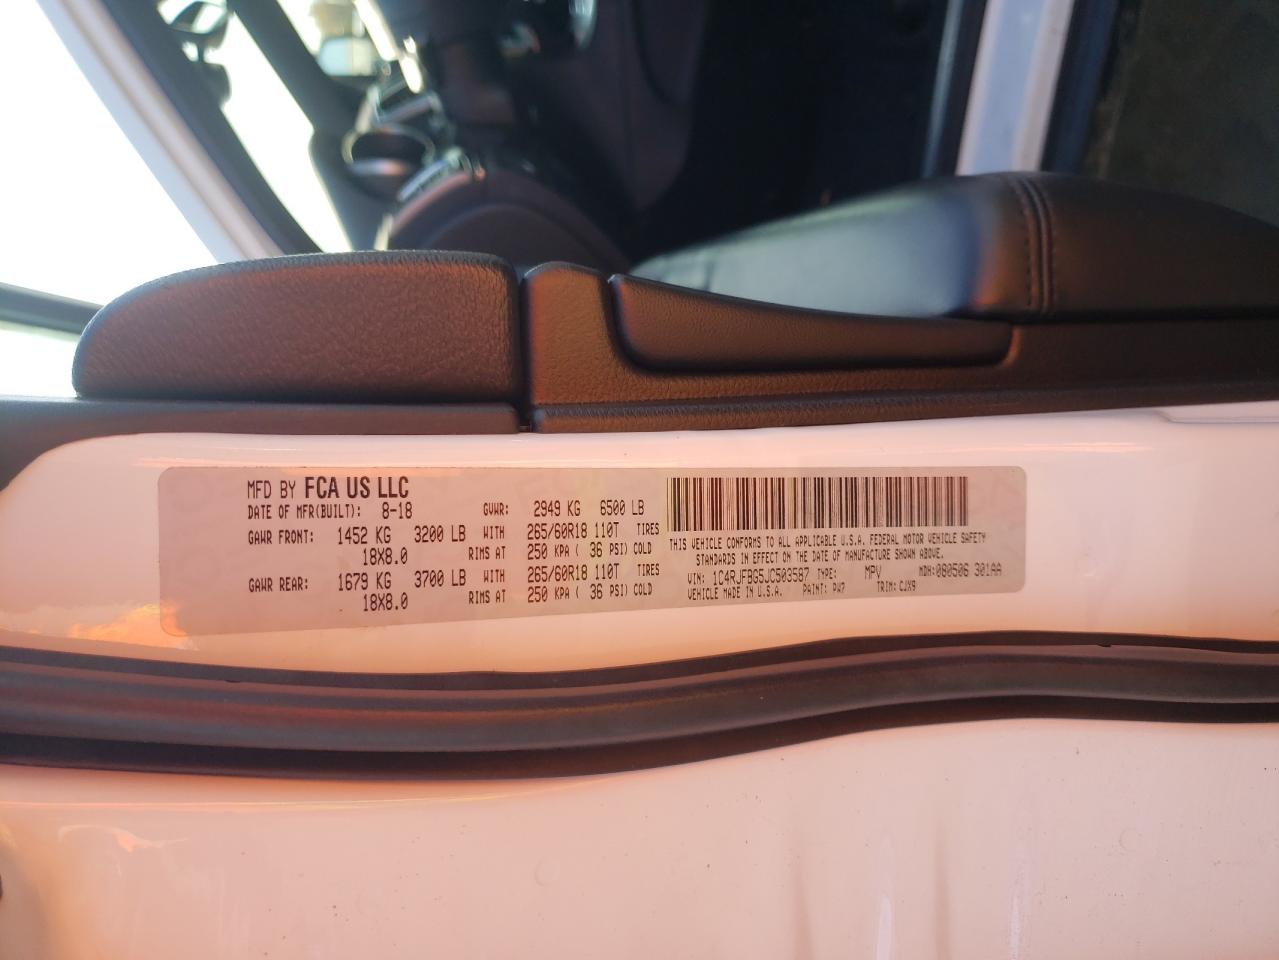 MFD BY FCA US LLC
DATE OF MFR(BUILT): 8-18 GVWR: 2949 KG 6500 LB
GAWR FRONT: 1452 KG 3200 LB WITH 265/60R18 110T TIRES
18X8.0 RIMS AT 250 KPA ( 36 PSI) COLD
GAWR REAR: 1679 KG 3700 LB WITH 265/60R18 110T TIRES
18X8.0 RIMS AT 250 KPA ( 36 PSI) COLD
THIS VEHICLE CONFORMS TO ALL APPLICABLE U.S.A. FEDERAL MOTOR VEHICLE SAFETY
STANDARDS IN EFFECT ON THE DATE OF MANUFACTURE SHOWN ABOVE.
VIN: 1C4RJFBG5JC503587 TYPE: MPV MDH: 080506 301AA
VEHICLE MADE IN U.S.A. PAINT: PW7 TRIM: CJX9